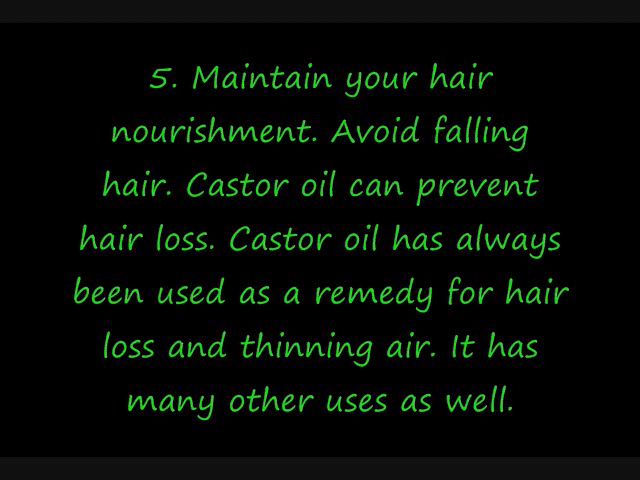 5. Maintain your hair
nourishment. Avoid falling
hair. Castor oil can prevent
hair loss. Castor oil has always
been used as a remedy for hair
loss and thinning air. It has
many other uses as well.